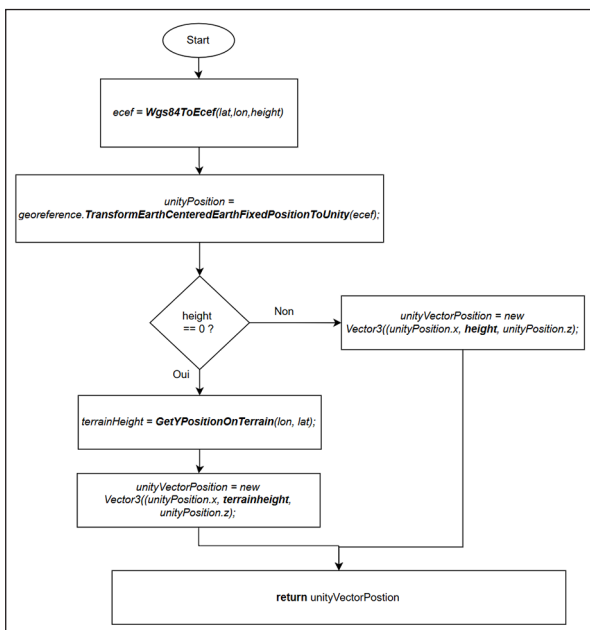 Start
ecef = Wgs84ToEcef(lat,lon,height)
unityPosition =
georeference.TransformEarthCenteredEarthFixedPositionToUnity(ecef);
height
== 0 ?
Non
unityVectorPosition = new
Vector3((unityPosition.x, height, unityPosition.z);
Oui
terrainHeight = GetYPositionOnTerrain(lon, lat);
unityVectorPosition = new
Vector3((unityPosition.x, terrainheight,
unityPosition.z);
return unityVectorPostion